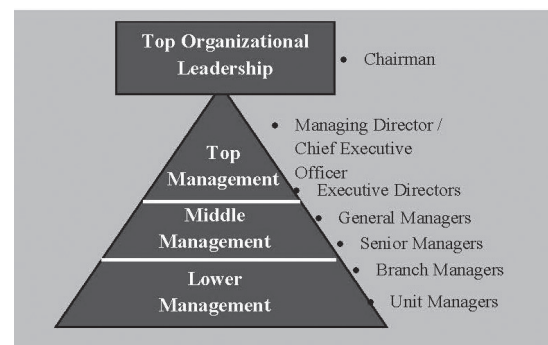 Top Organizational
Leadership
• Chairman
• Managing Director /
Chief Executive
Officer
Top
Management
• Executive Directors
Middle
Management
• General Managers
• Senior Managers
• Branch Managers
Lower
Management
• Unit Managers